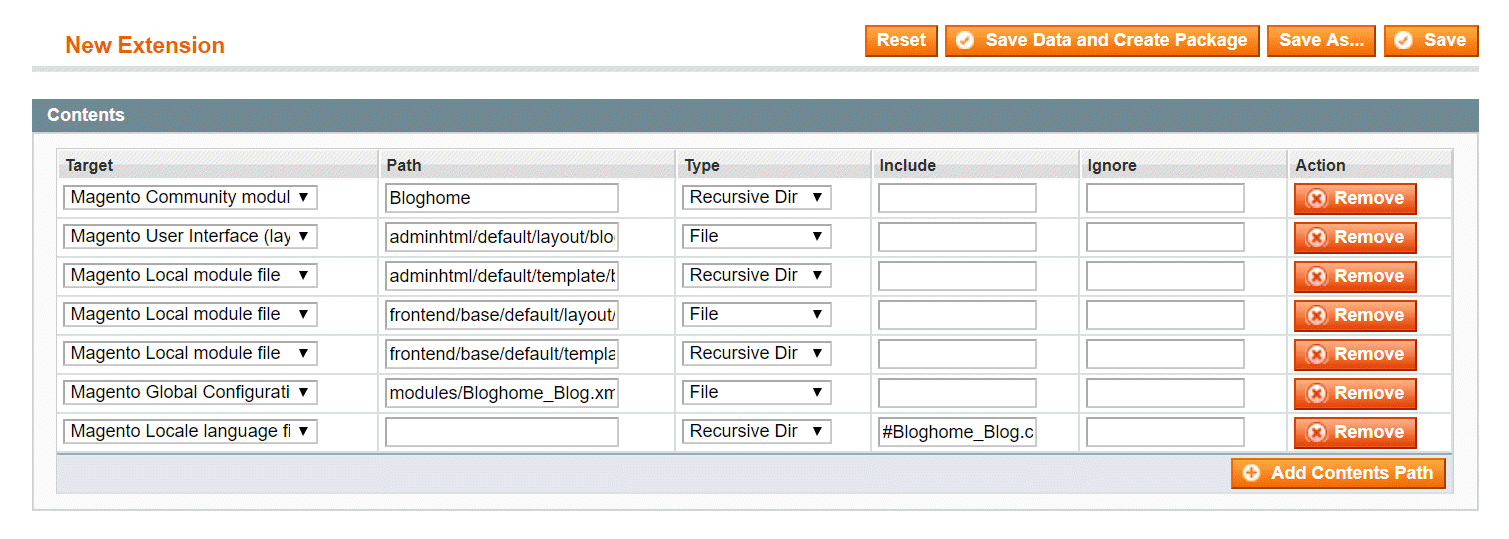 New Extension Reset Save Data and Create Package Save As... Save
Contents
Target Path Type Include Ignore Action
Magento Community modul Bloghome Recursive Dir Remove
Magento User Interface (lay adminhtml/default/layout/blo File Remove
Magento Local module file adminhtml/default/template/b Recursive Dir Remove
Magento Local module file frontend/base/default/layout/ File Remove
Magento Local module file frontend/base/default/templa Recursive Dir Remove
Magento Global Configurati modules/Bloghome_Blog.xm File Remove
Magento Locale language fi Recursive Dir #Bloghome_Blog.c Remove
Add Contents Path